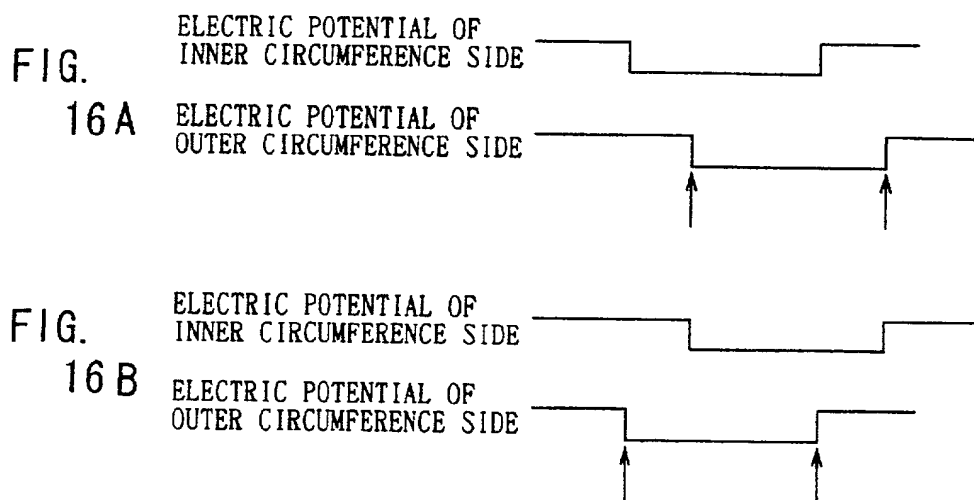 FIG.
16A
ELECTRIC POTENTIAL OF
INNER CIRCUMFERENCE SIDE
ELECTRIC POTENTIAL OF
OUTER CIRCUMFERENCE SIDE
FIG.
16B
ELECTRIC POTENTIAL OF
INNER CIRCUMFERENCE SIDE
ELECTRIC POTENTIAL OF
OUTER CIRCUMFERENCE SIDE